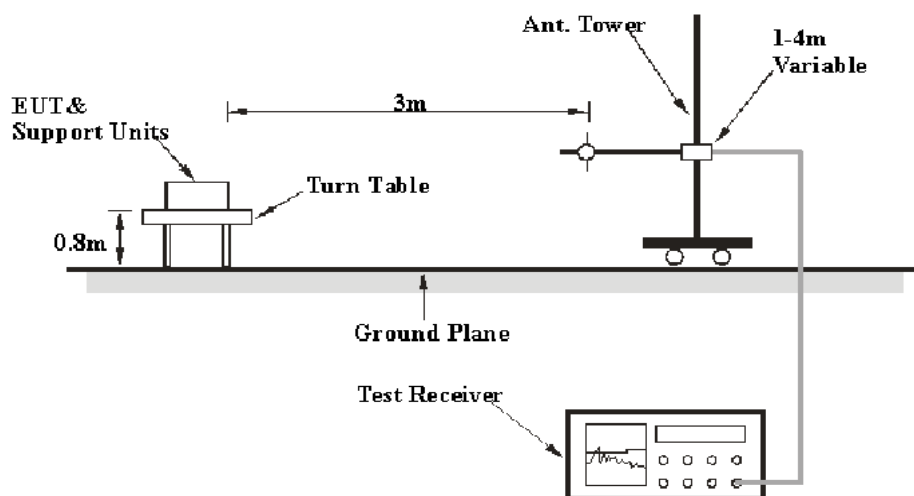 Ant. Tower
1-4m
Variable
EUT&
Support Units
3m
Turn Table
0.8m
Ground Plane
Test Receiver